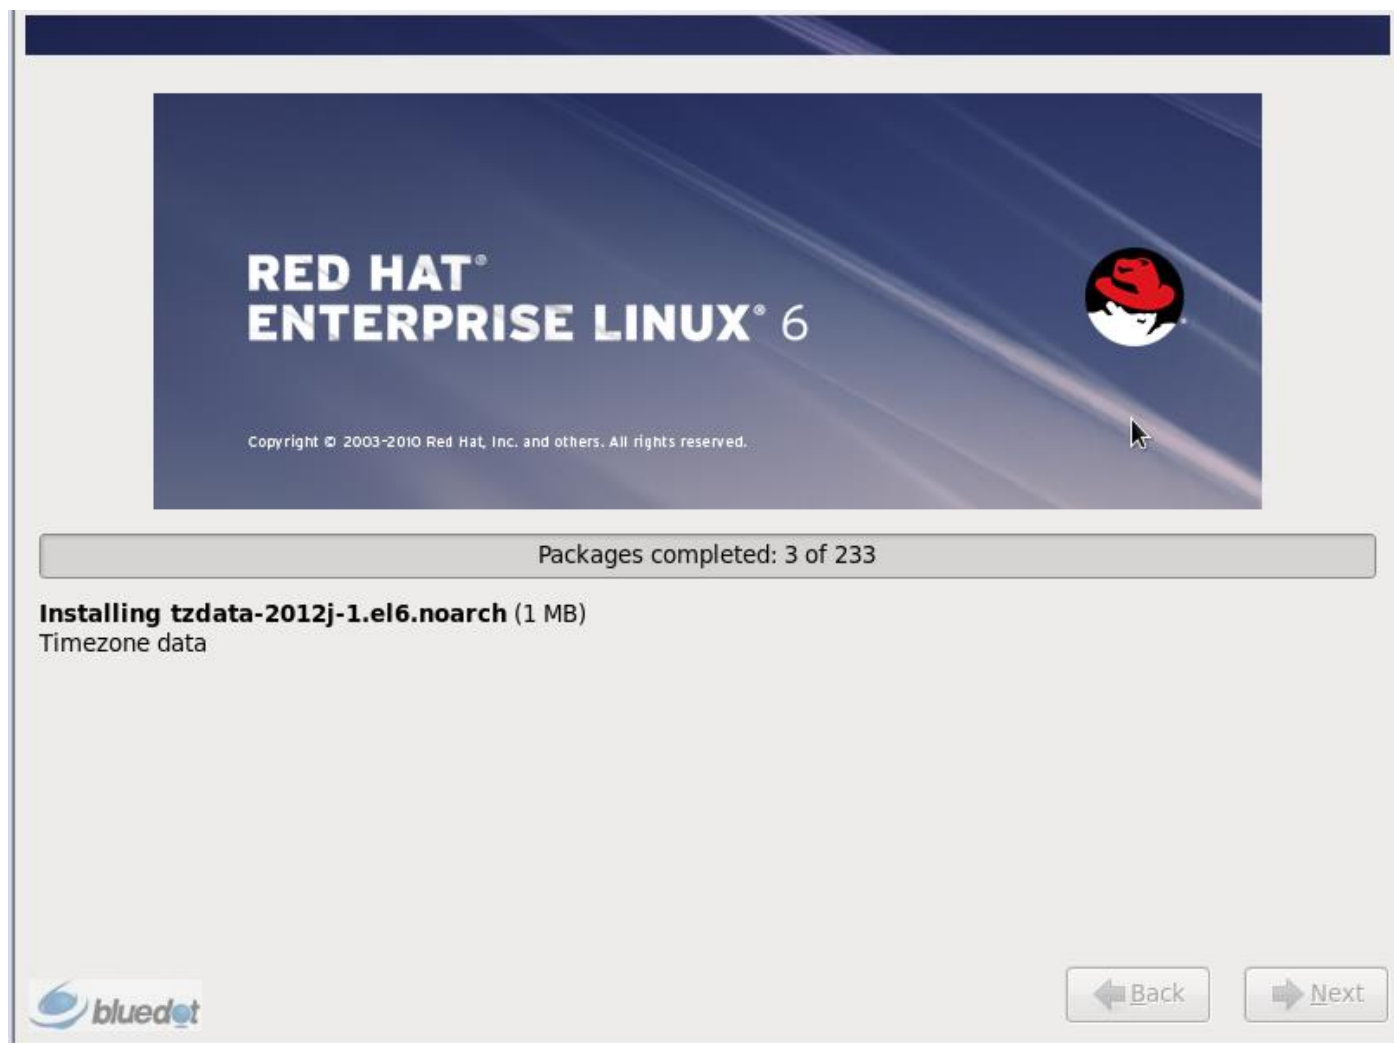 RED HAT®
ENTERPRISE LINUX® 6
Copyright © 2003-2010 Red Hat, Inc. and others. All rights reserved.
Packages completed: 3 of 233
Installing tzdata-2012j-1.el6.noarch (1 MB)
Timezone data
bluedot
Back
Next